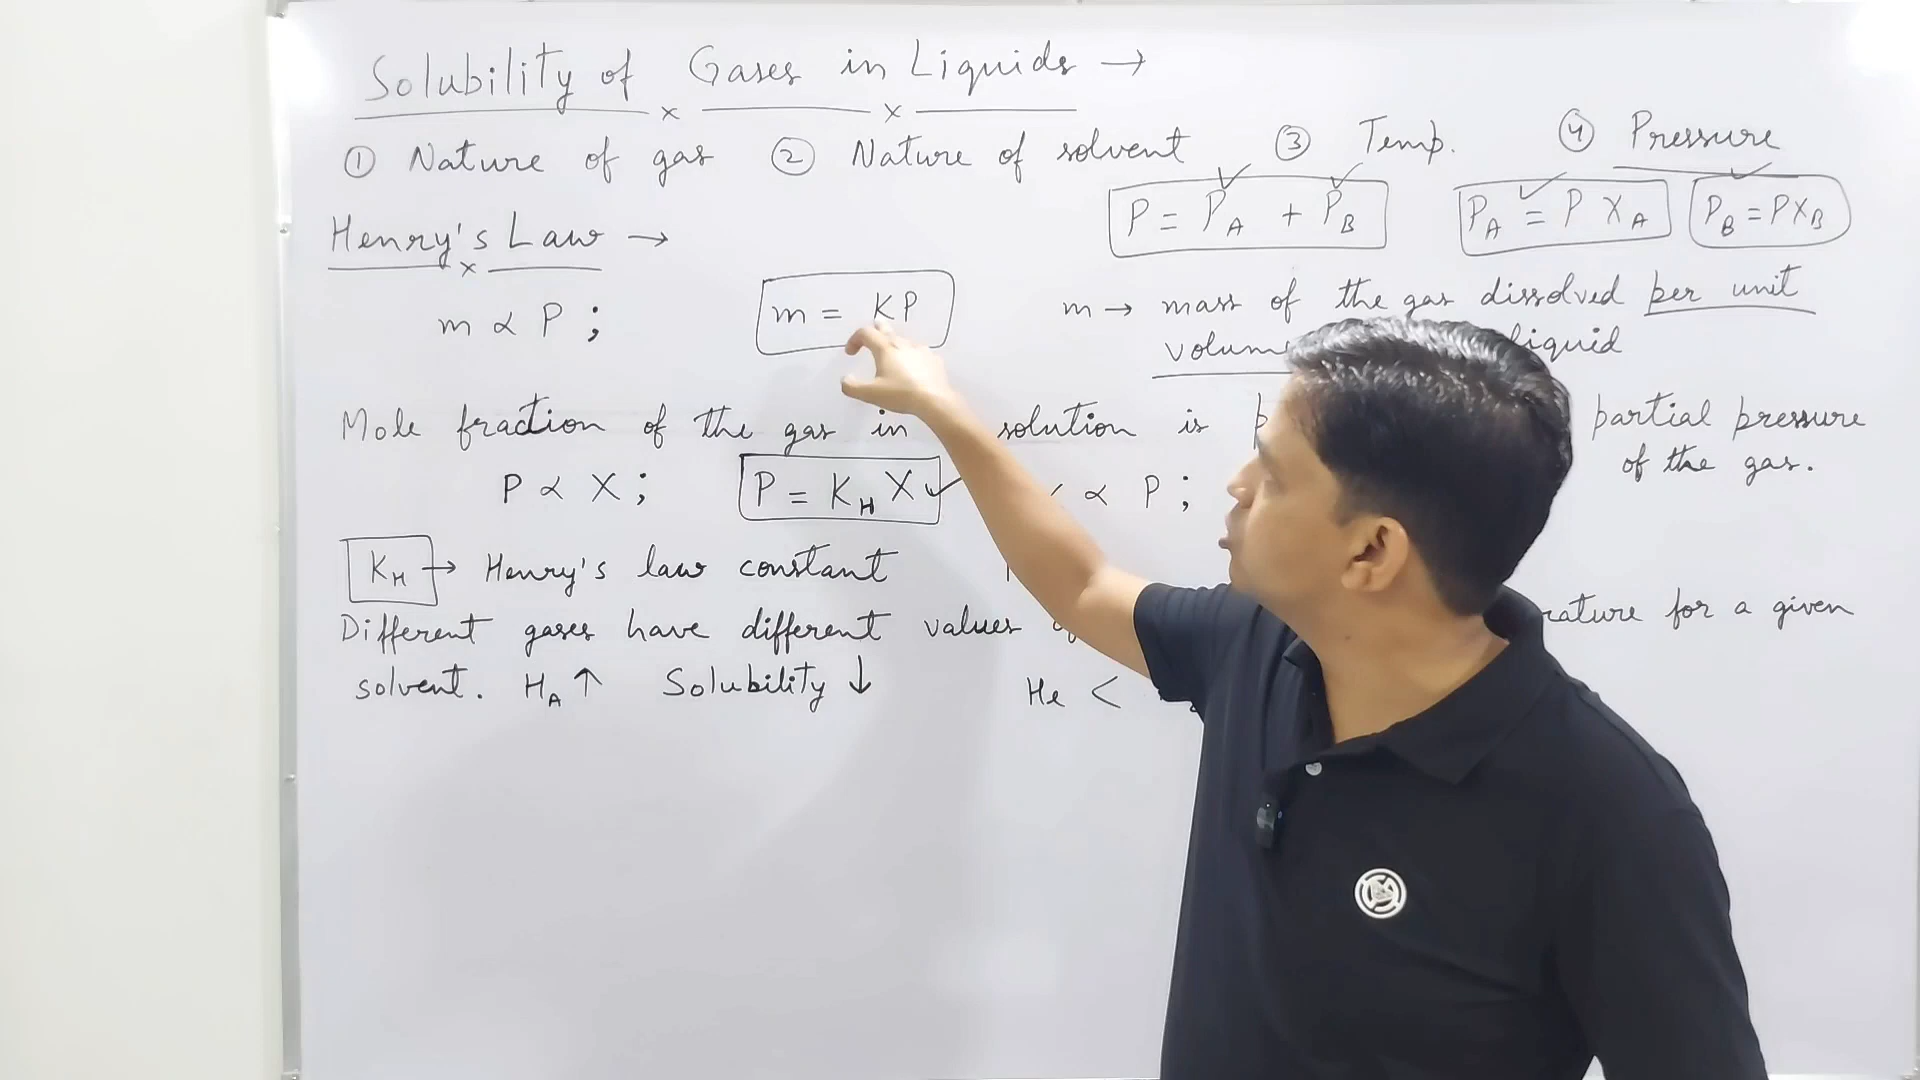 Solubility of Gases in Liquids →
① Nature of gas ② Nature of solvent ③ Temp. ④ Pressure
P = P_A + P_B P_A = P X_A P_B = P X_B
Henry's Law →
m ∝ P ; m = KP m → mass of the gas dissolved per unit
liquid
Mole fraction of the gas in solution is partial pressure
of the gas.
P ∝ X ; P = K_H X ✓ ∝ P ;
K_H → Henry's law constant
Different gases have different values for a given
solvent. H_A ↑ Solubility ↓ He <